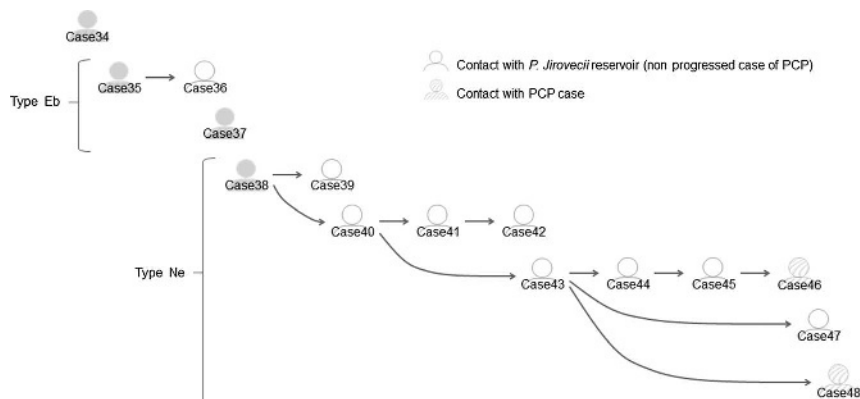 Case34
Contact with P. Jirovecii reservoir (non progressed case of PCP)
Type Eb
Case35
Case36
Contact with PCP case
Case37
Case38
Case39
Case40
Case41
Case42
Type Ne
Case43
Case44
Case45
Case46
Case47
Case48